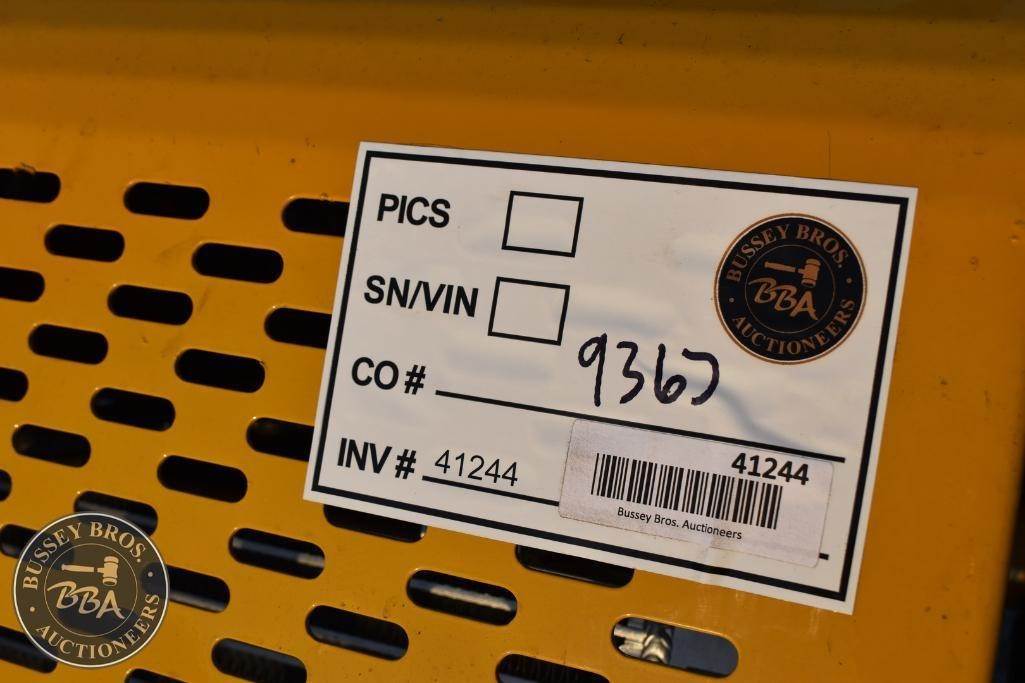 PICS
SN/VIN
CO # 9367
INV # 41244
BUSSEY BROS.
BBA
AUCTIONEERS
41244
Bussey Bros. Auctioneers
BUSSEY BROS.
BBA
AUCTIONEERS